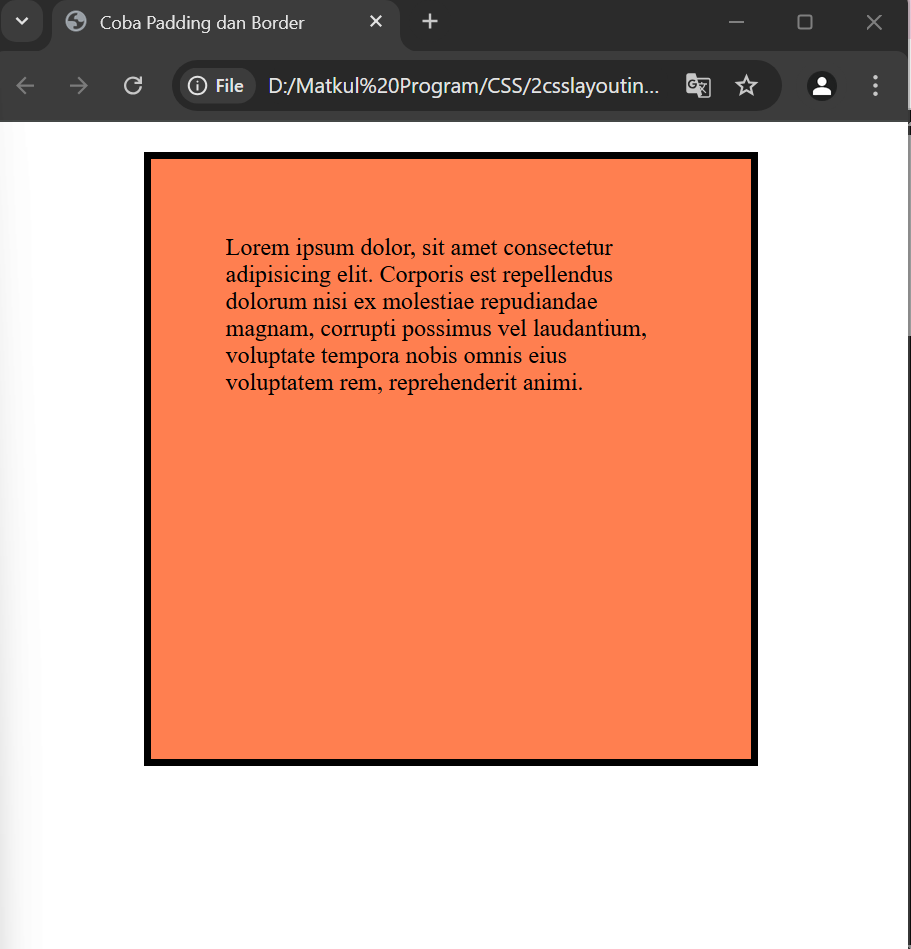 Coba Padding dan Border
File
D:/Matkul%20Program/CSS/2csslayoutin...
Lorem ipsum dolor, sit amet consectetur
adipisicing elit. Corporis est repellendus
dolorum nisi ex molestiae repudiandae
magnam, corrupti possimus vel laudantium,
voluptate tempora nobis omnis eius
voluptatem rem, reprehenderit animi.